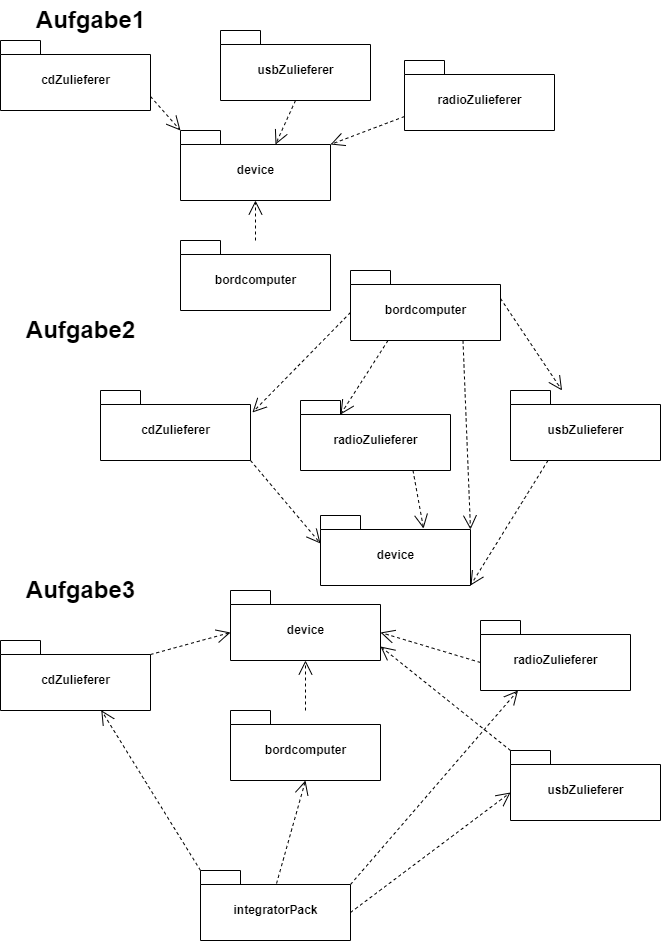 Aufgabe1
usbZulieferer
cdZulieferer
radioZulieferer
device
bordcomputer
bordcomputer
Aufgabe2
cdZulieferer
radioZulieferer
usbZulieferer
device
Aufgabe3
device
radioZulieferer
cdZulieferer
bordcomputer
usbZulieferer
integratorPack